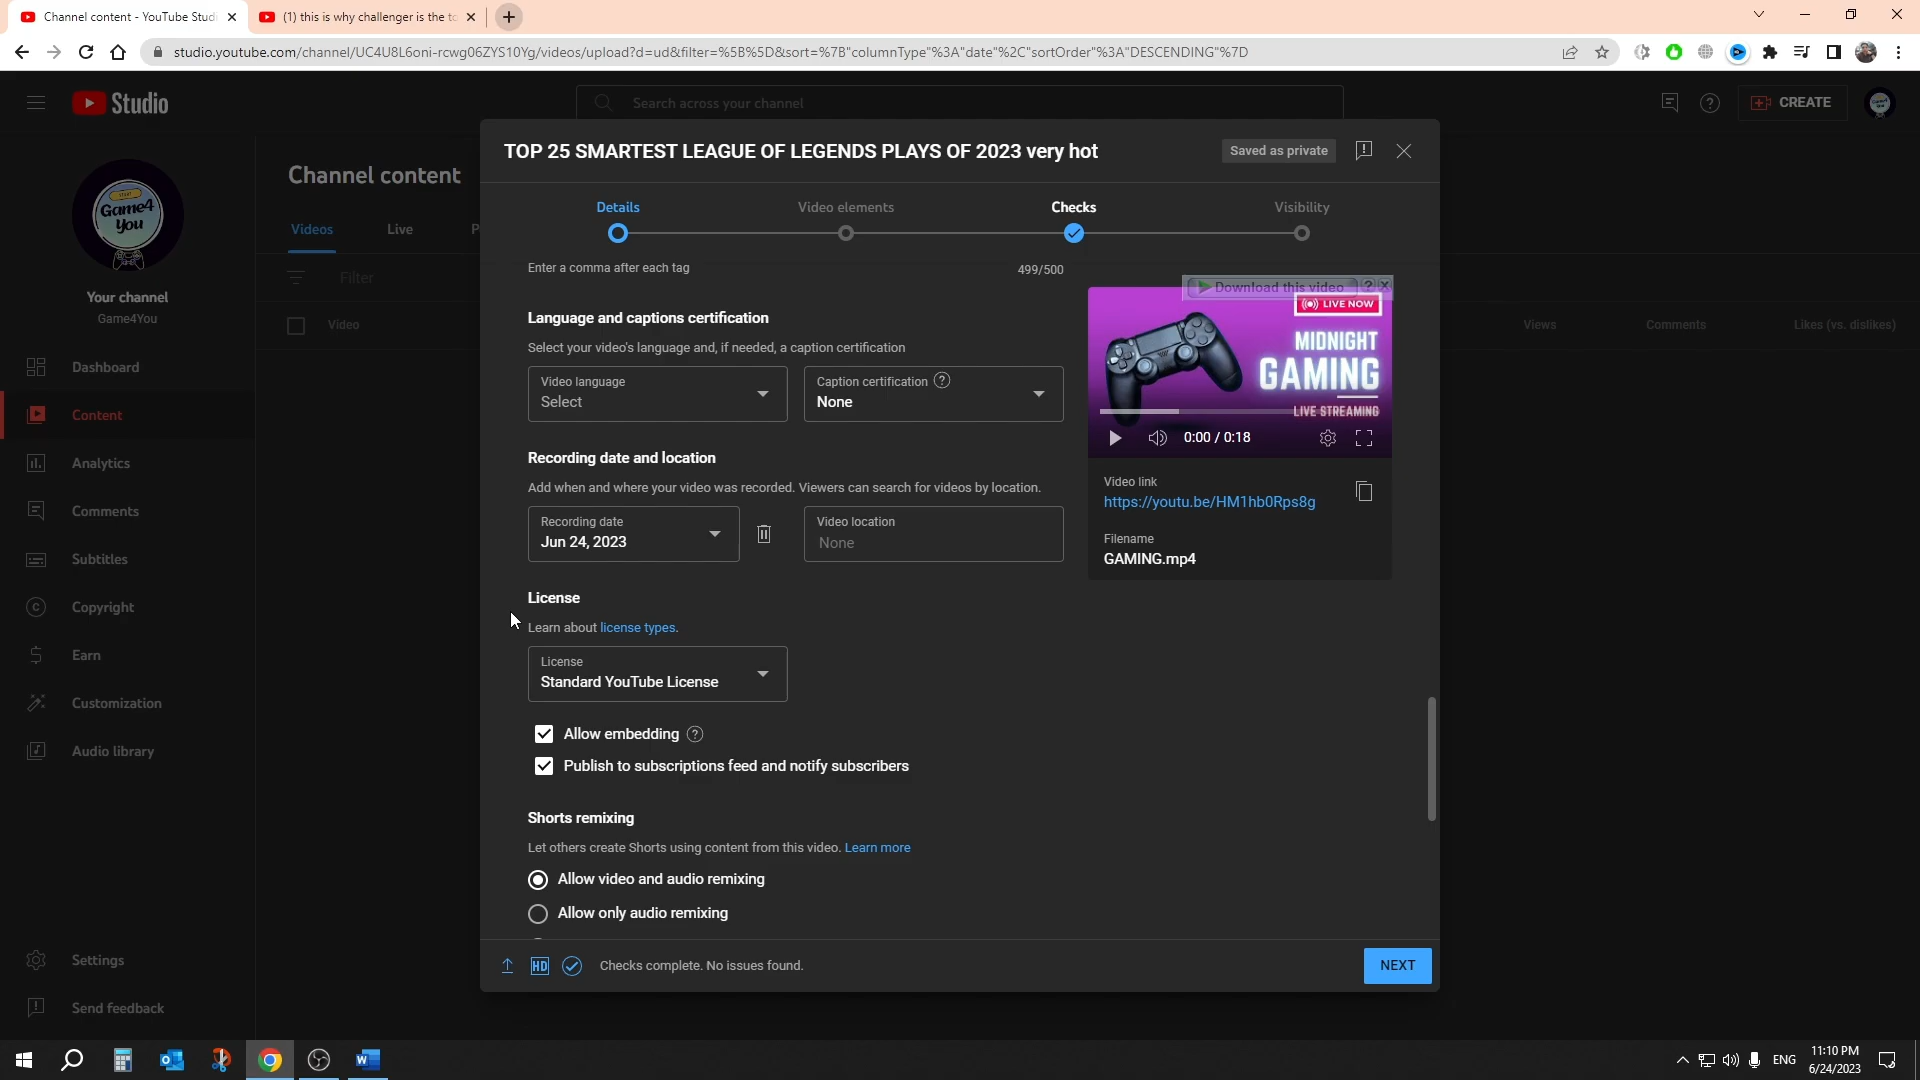 Channel content - YouTube Studi
(1) this is why challenger is the to
studio.youtube.com/channel/UC4U8L6oni-rcwg06ZYS10Yg/videos/upload?d=ud&filter=%5B%5D&sort=%7B"columnType"%3A"date"%2C"sortOrder"%3A"DESCENDING"%7D
Studio
Search across your channel
CREATE
Game4
You
Your channel
Game4You
Dashboard
Content
Analytics
Comments
Subtitles
Copyright
Earn
Customization
Audio library
Settings
Send feedback
Channel content
Videos
Live
P
Filter
Video
Views
Comments
Likes (vs. dislikes)
TOP 25 SMARTEST LEAGUE OF LEGENDS PLAYS OF 2023 very hot
Saved as private
Details
Video elements
Checks
Visibility
Enter a comma after each tag
499/500
Language and captions certification
Select your video's language and, if needed, a caption certification
Video language
Select
Caption certification
None
Recording date and location
Add when and where your video was recorded. Viewers can search for videos by location.
Recording date
Jun 24, 2023
Video location
None
License
Learn about license types.
License
Standard YouTube License
Allow embedding
Publish to subscriptions feed and notify subscribers
Shorts remixing
Let others create Shorts using content from this video. Learn more
Allow video and audio remixing
Allow only audio remixing
Download this video
LIVE NOW
MIDNIGHT
GAMING
LIVE STREAMING
0:00 / 0:18
Video link
https://youtu.be/HM1hb0Rps8g
Filename
GAMING.mp4
HD
Checks complete. No issues found.
NEXT
ENG
11:10 PM
6/24/2023